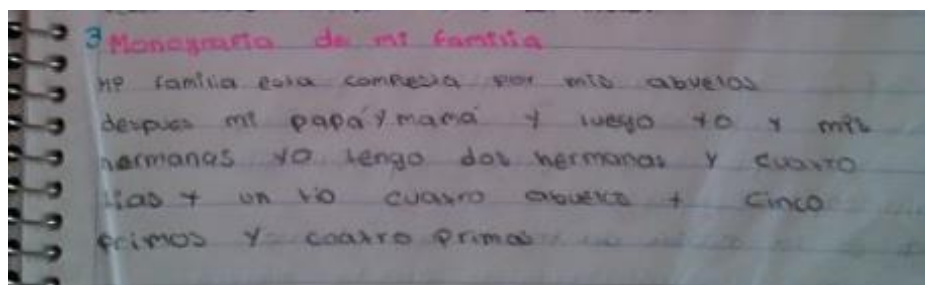 3 Monografia de mi familia
Mi familia esta compuesta por mis abuelos
despues mi papá y mamá y luego yo y mis
hermanas yo tengo dos hermanas y cuatro
tias y un tio cuatro abuelos y cinco
primos y coatro primas